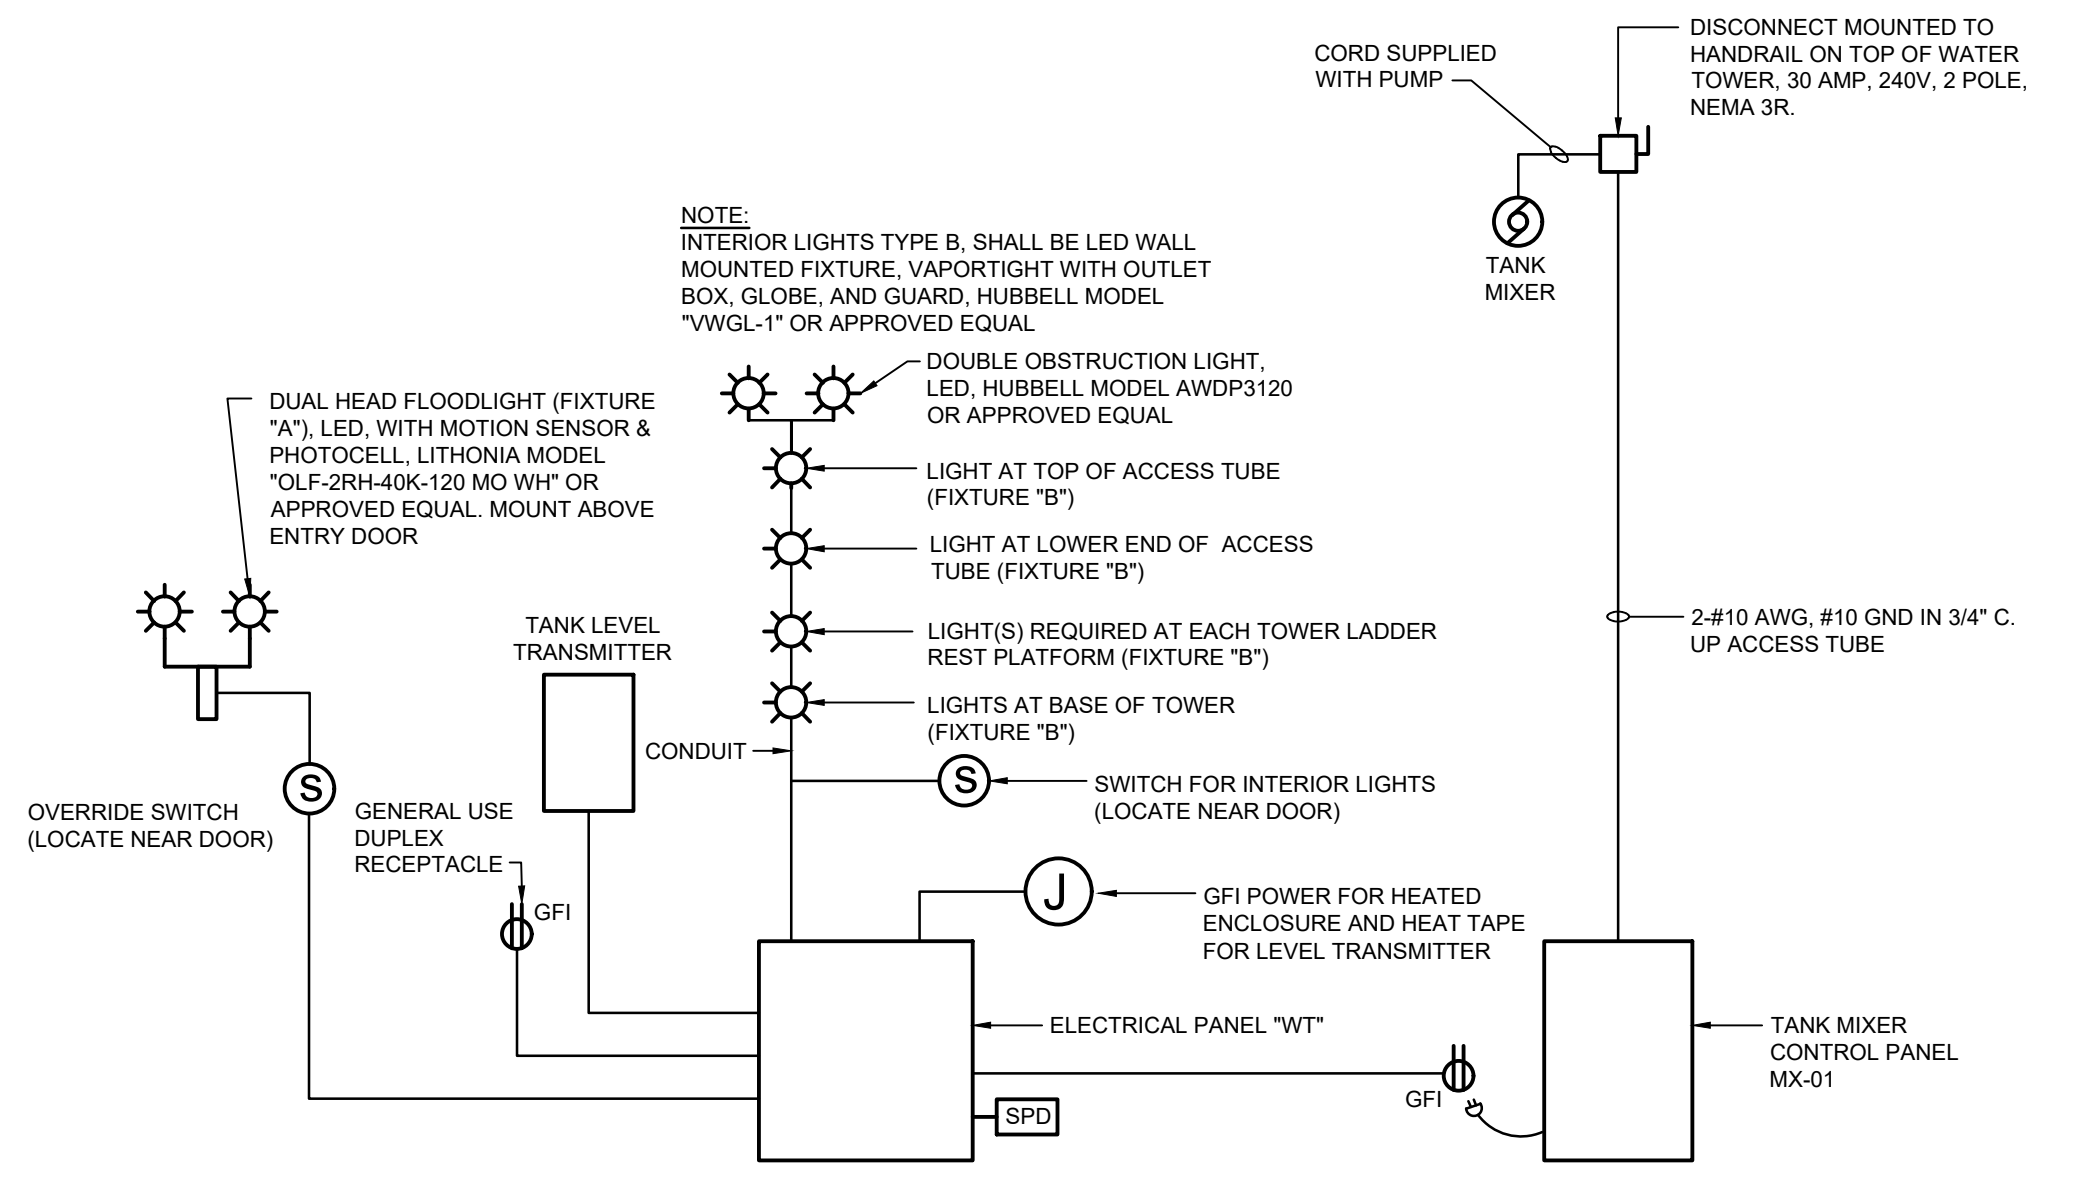 DISCONNECT MOUNTED TO
HANDRAIL ON TOP OF WATER
TOWER, 30 AMP, 240V, 2 POLE,
NEMA 3R.
CORD SUPPLIED
WITH PUMP
TANK
MIXER
NOTE:
INTERIOR LIGHTS TYPE B, SHALL BE LED WALL
MOUNTED FIXTURE, VAPORTIGHT WITH OUTLET
BOX, GLOBE, AND GUARD, HUBBELL MODEL
"VWGL-1" OR APPROVED EQUAL
DOUBLE OBSTRUCTION LIGHT,
LED, HUBBELL MODEL AWDP3120
OR APPROVED EQUAL
DUAL HEAD FLOODLIGHT (FIXTURE
"A"), LED, WITH MOTION SENSOR &
PHOTOCELL, LITHONIA MODEL
"OLF-2RH-40K-120 MO WH" OR
APPROVED EQUAL. MOUNT ABOVE
ENTRY DOOR
LIGHT AT TOP OF ACCESS TUBE
(FIXTURE "B")
LIGHT AT LOWER END OF  ACCESS
TUBE (FIXTURE "B")
TANK LEVEL
TRANSMITTER
LIGHT(S) REQUIRED AT EACH TOWER LADDER
REST PLATFORM (FIXTURE "B")
2-#10 AWG, #10 GND IN 3/4" C.
UP ACCESS TUBE
LIGHTS AT BASE OF TOWER
(FIXTURE "B")
CONDUIT
S
SWITCH FOR INTERIOR LIGHTS
(LOCATE NEAR DOOR)
S
OVERRIDE SWITCH
(LOCATE NEAR DOOR)
GENERAL USE
DUPLEX
RECEPTACLE
GFI
J
GFI POWER FOR HEATED
ENCLOSURE AND HEAT TAPE
FOR LEVEL TRANSMITTER
ELECTRICAL PANEL "WT"
TANK MIXER
CONTROL PANEL
MX-01
GFI
SPD